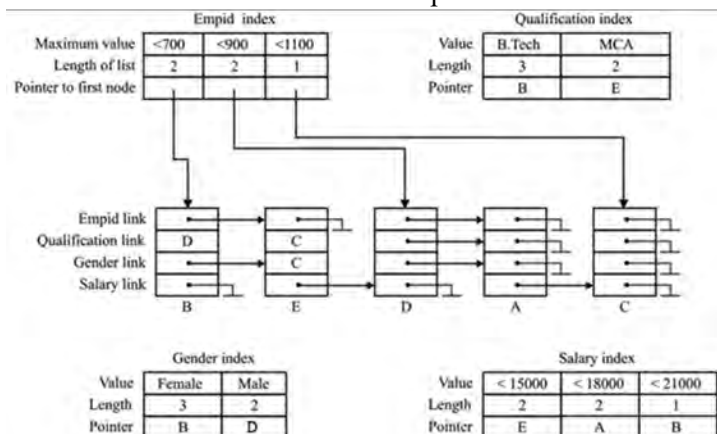 Empid index
Maximum value <700 <900 <1100
Length of list 2 2 1
Pointer to first node
Qualification index
Value B.Tech MCA
Length 3 2
Pointer B E
Empid link
Qualification link D C
Gender link C
Salary link
B E D A C
Gender index
Value Female Male
Length 3 2
Pointer B D
Salary index
Value < 15000 < 18000 < 21000
Length 2 2 1
Pointer E A B